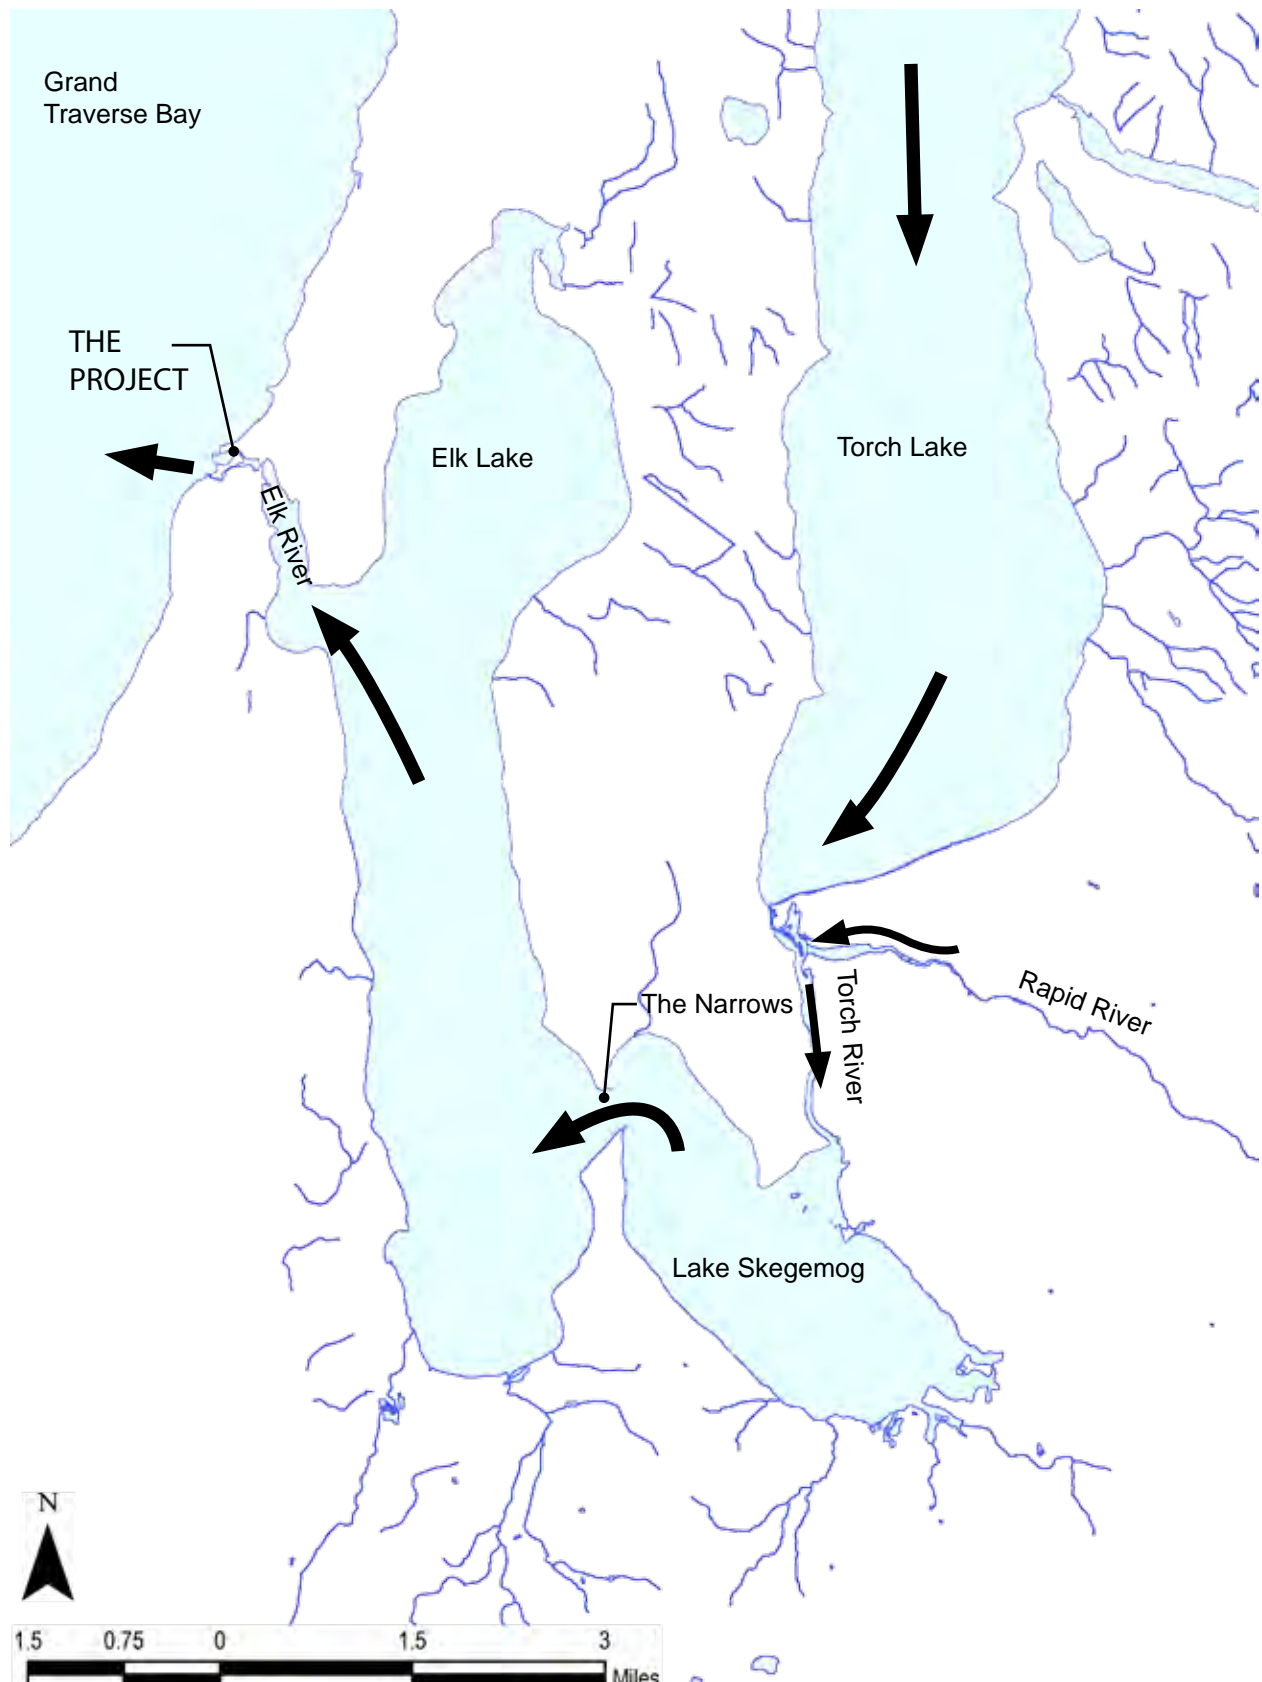 Grand
Traverse Bay
THE
PROJECT
Elk Lake
Torch Lake
Elk River
The Narrows
Torch River
Rapid River
Lake Skegemog
N
1.5 0.75 0 1.5 3
Miles